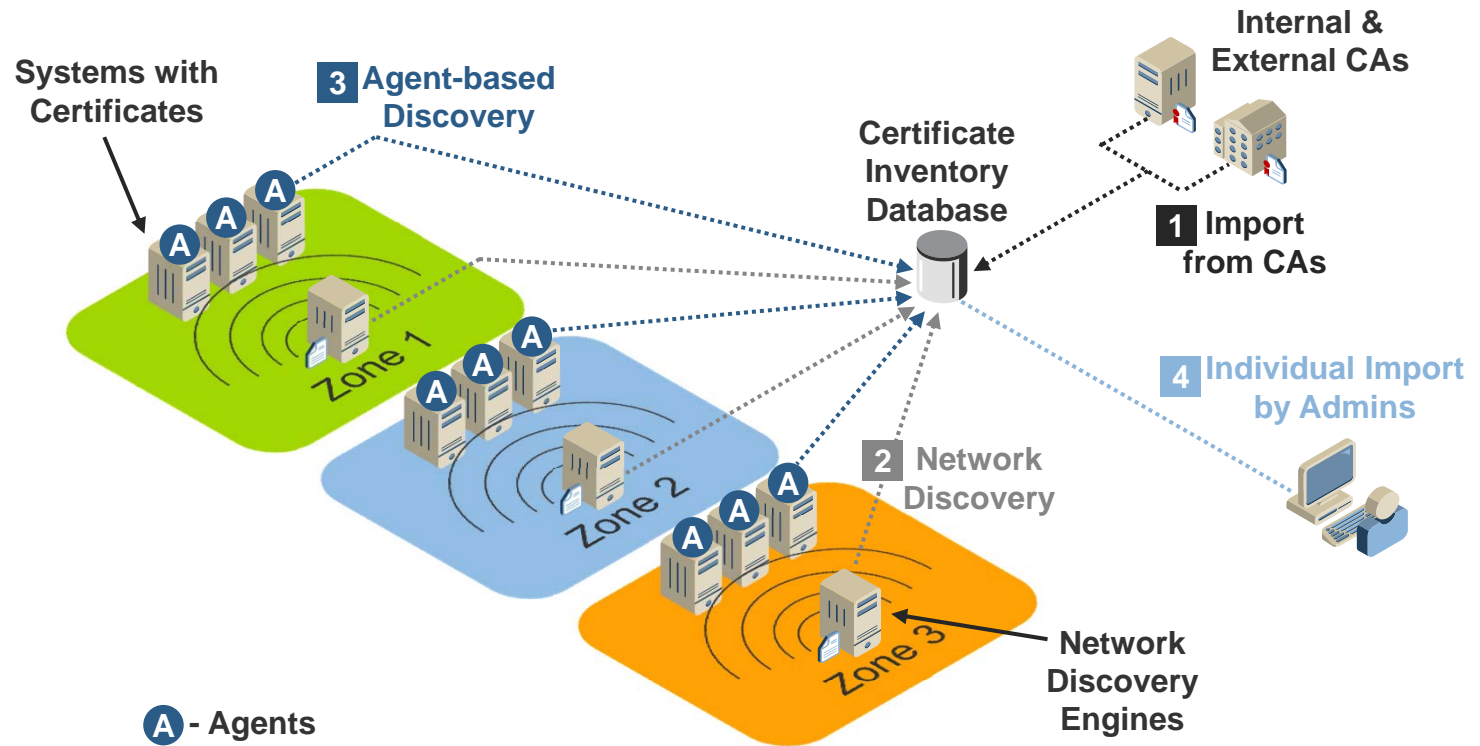 Internal &
External CAs
Systems with
Certificates
3 Agent-based
Discovery
Certificate
Inventory
Database
1 Import
from CAs
A
A
A
Zone 1
A
A
A
Zone 2
4 Individual Import
by Admins
2 Network
Discovery
A
A
A
Zone 3
Network
Discovery
Engines
A - Agents